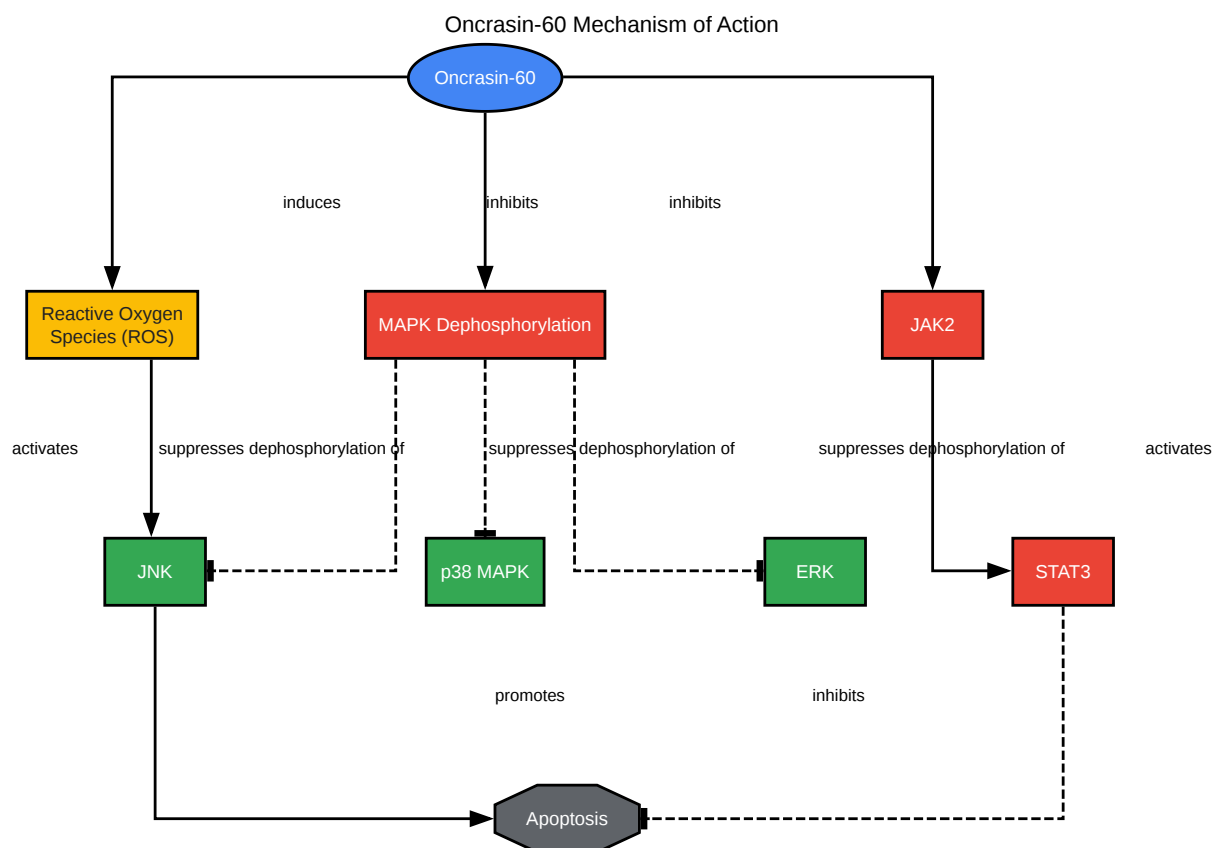 Oncrasin-60 Mechanism of Action
Oncrasin-60
induces
inhibits
inhibits
Reactive Oxygen
Species (ROS)
MAPK Dephosphorylation
JAK2
activates
suppresses dephosphorylation of
suppresses dephosphorylation of
suppresses dephosphorylation of
activates
JNK
p38 MAPK
ERK
STAT3
promotes
inhibits
Apoptosis